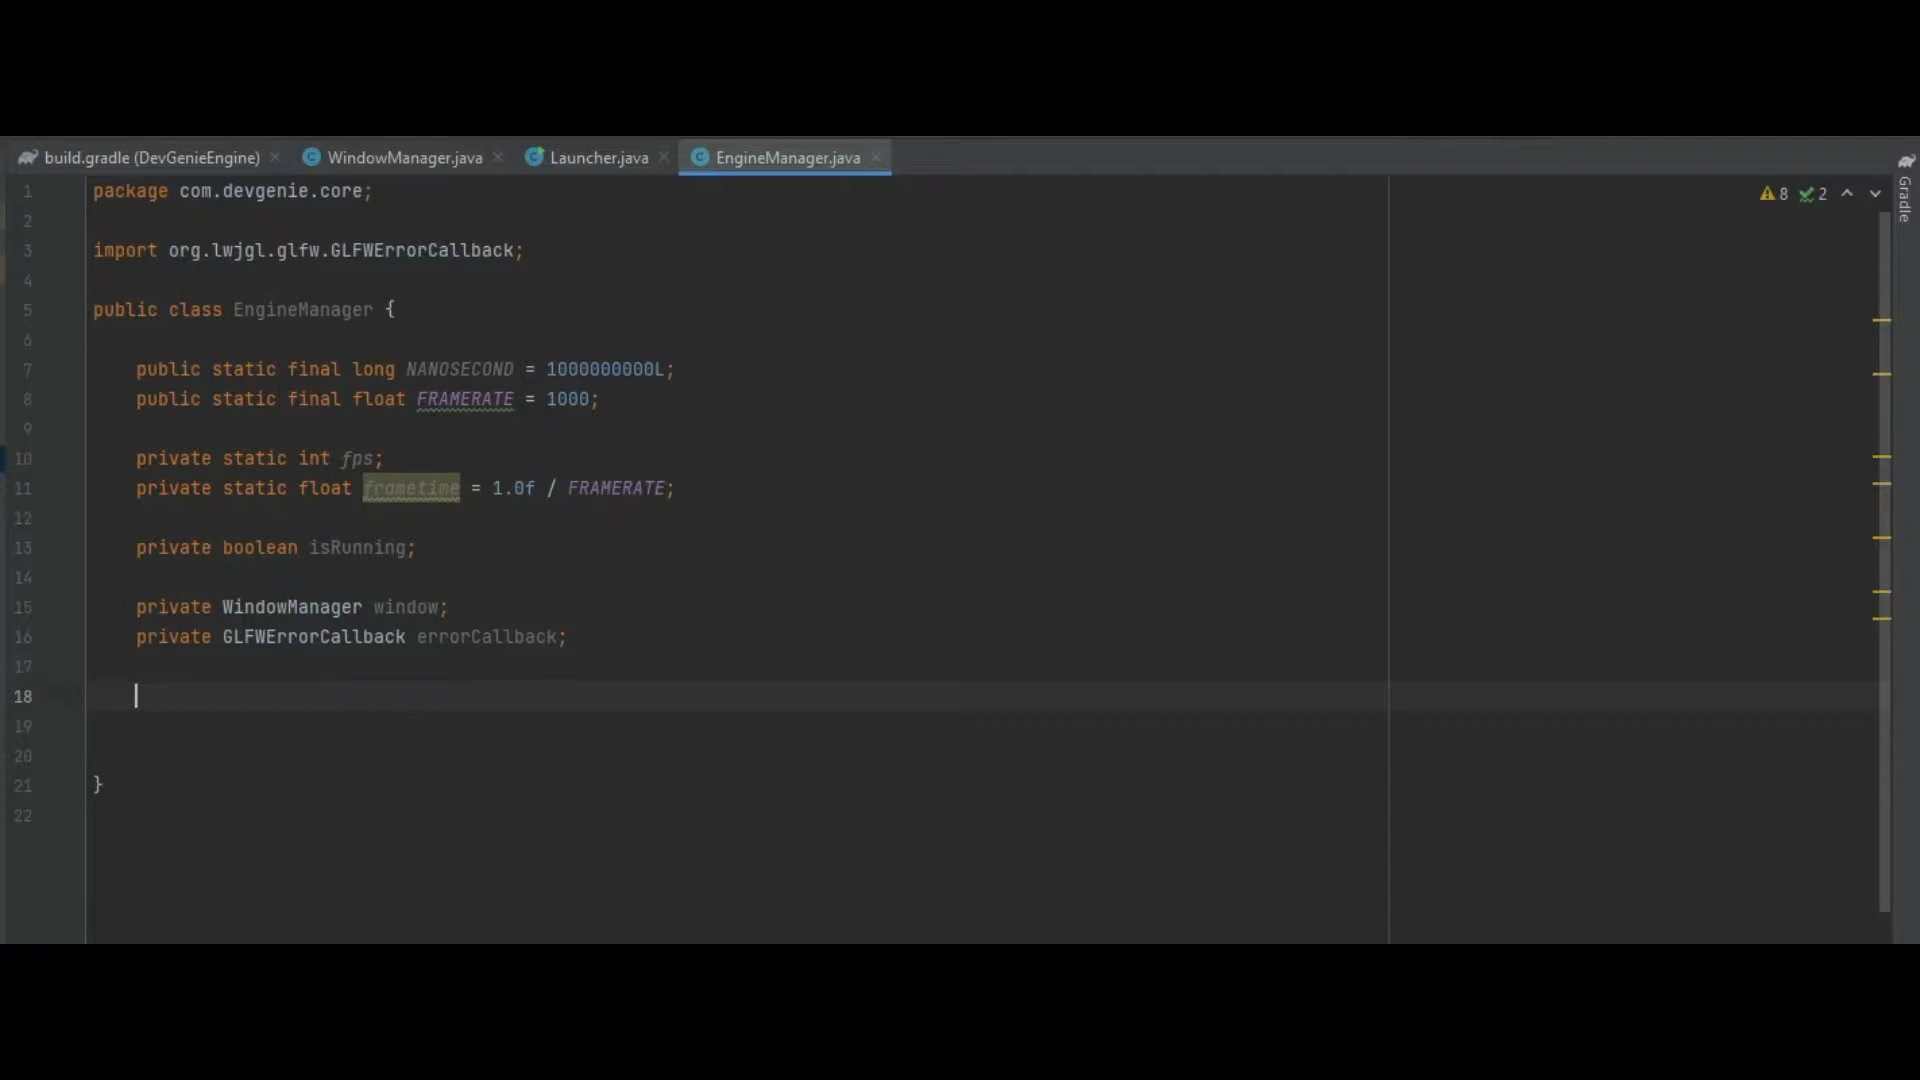 build.gradle (DevGenieEngine) WindowManager.java Launcher.java EngineManager.java
Gradle
8 2
1 package com.devgenie.core;
2
3 import org.lwjgl.glfw.GLFWErrorCallback;
4
5 public class EngineManager {
6
7 public static final long NANOSECOND = 1000000000L;
8 public static final float FRAMERATE = 1000;
9
10 private static int fps;
11 private static float frametime = 1.0f / FRAMERATE;
12
13 private boolean isRunning;
14
15 private WindowManager window;
16 private GLFWErrorCallback errorCallback;
17
18
19
20
21 }
22